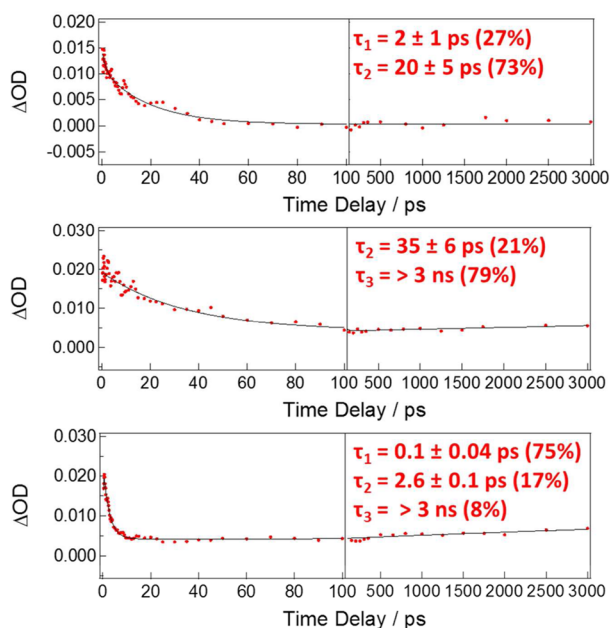 0.020
0.015
0.010
0.005
0.000
-0.005
ΔOD
τ1 = 2 ± 1 ps (27%)
τ2 = 20 ± 5 ps (73%)
0 20 40 60 80 100 500 1000 1500 2000 2500 3000
Time Delay / ps
0.030
0.020
0.010
0.000
ΔOD
τ2 = 35 ± 6 ps (21%)
τ3 = > 3 ns (79%)
0 20 40 60 80 100 500 1000 1500 2000 2500 3000
Time Delay / ps
0.030
0.020
0.010
0.000
ΔOD
τ1 = 0.1 ± 0.04 ps (75%)
τ2 = 2.6 ± 0.1 ps (17%)
τ3 = > 3 ns (8%)
0 20 40 60 80 100 500 1000 1500 2000 2500 3000
Time Delay / ps